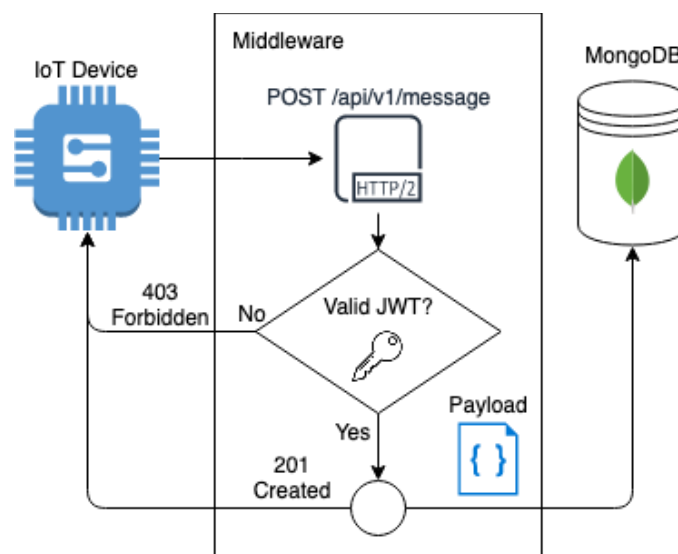 Middleware
MongoDB
IoT Device
POST /api/v1/message
HTTP/2
403
Forbidden
No
Valid JWT?
Yes
Payload
{ }
201
Created